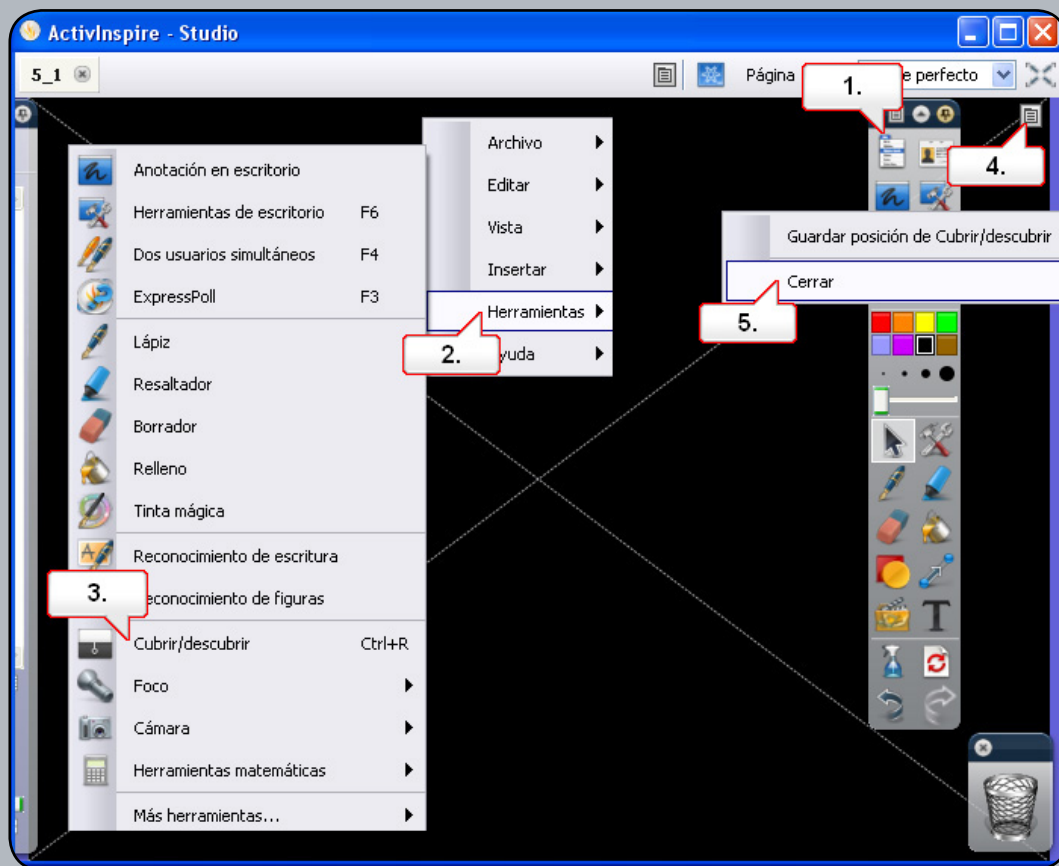 ActivInspire - Studio
5_1
Página
e perfecto
1.
4.
Archivo
Editar
Vista
Insertar
Herramientas
yuda
2.
Anotación en escritorio
Herramientas de escritorio F6
Dos usuarios simultáneos F4
ExpressPoll F3
Lápiz
Resaltador
Borrador
Relleno
Tinta mágica
Reconocimiento de escritura
econocimiento de figuras
3.
Cubrir/descubrir Ctrl+R
Foco
Cámara
Herramientas matemáticas
Más herramientas...
Guardar posición de Cubrir/descubrir
Cerrar
5.